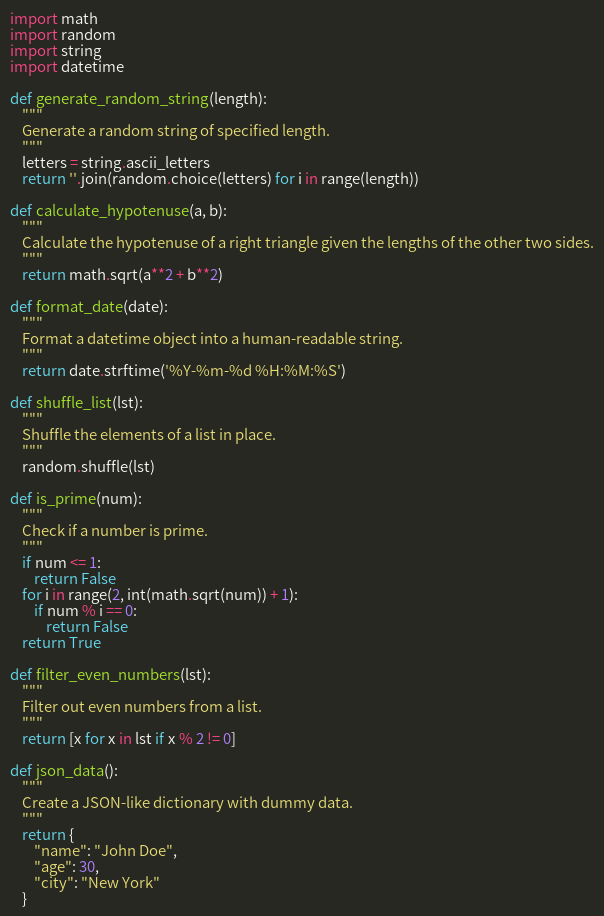 import math
import random
import string
import datetime

def generate_random_string(length):
    """
    Generate a random string of specified length.
    """
    letters = string.ascii_letters
    return ''.join(random.choice(letters) for i in range(length))

def calculate_hypotenuse(a, b):
    """
    Calculate the hypotenuse of a right triangle given the lengths of the other two sides.
    """
    return math.sqrt(a**2 + b**2)

def format_date(date):
    """
    Format a datetime object into a human-readable string.
    """
    return date.strftime('%Y-%m-%d %H:%M:%S')

def shuffle_list(lst):
    """
    Shuffle the elements of a list in place.
    """
    random.shuffle(lst)

def is_prime(num):
    """
    Check if a number is prime.
    """
    if num <= 1:
        return False
    for i in range(2, int(math.sqrt(num)) + 1):
        if num % i == 0:
            return False
    return True

def filter_even_numbers(lst):
    """
    Filter out even numbers from a list.
    """
    return [x for x in lst if x % 2 != 0]

def json_data():
    """
    Create a JSON-like dictionary with dummy data.
    """
    return {
        "name": "John Doe",
        "age": 30,
        "city": "New York"
    }